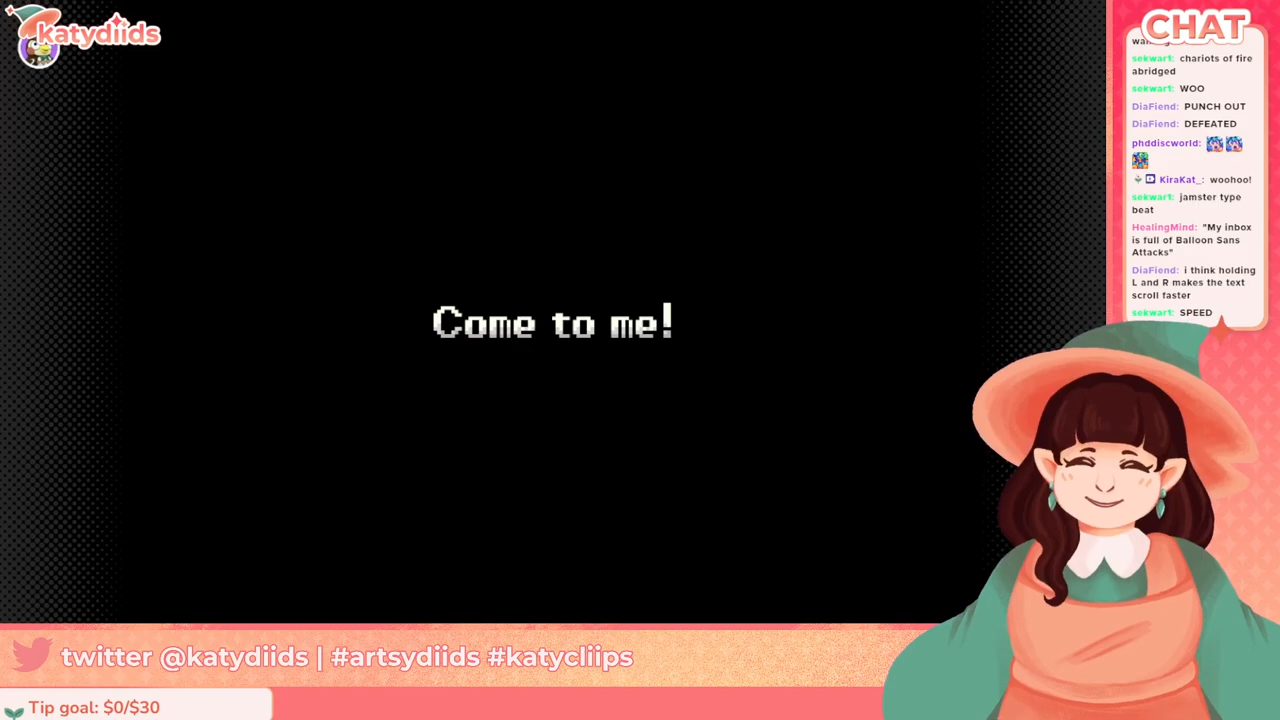 katydiids
CHAT
sekwart: chariots of fire
abridged
sekwart: WOO
DiaFiend: PUNCH OUT
DiaFiend: DEFEATED
phddiscworld:
KiraKat_: woohoo!
sekwart: jamster type
beat
HealingMind: "My inbox
is full of Balloon Sans
Attacks"
DiaFiend: i think holding
L and R makes the text
scroll faster
sekwart: SPEED
Come to me!
twitter @katydiids | #artsydiids #katycliips
Tip goal: $0/$30